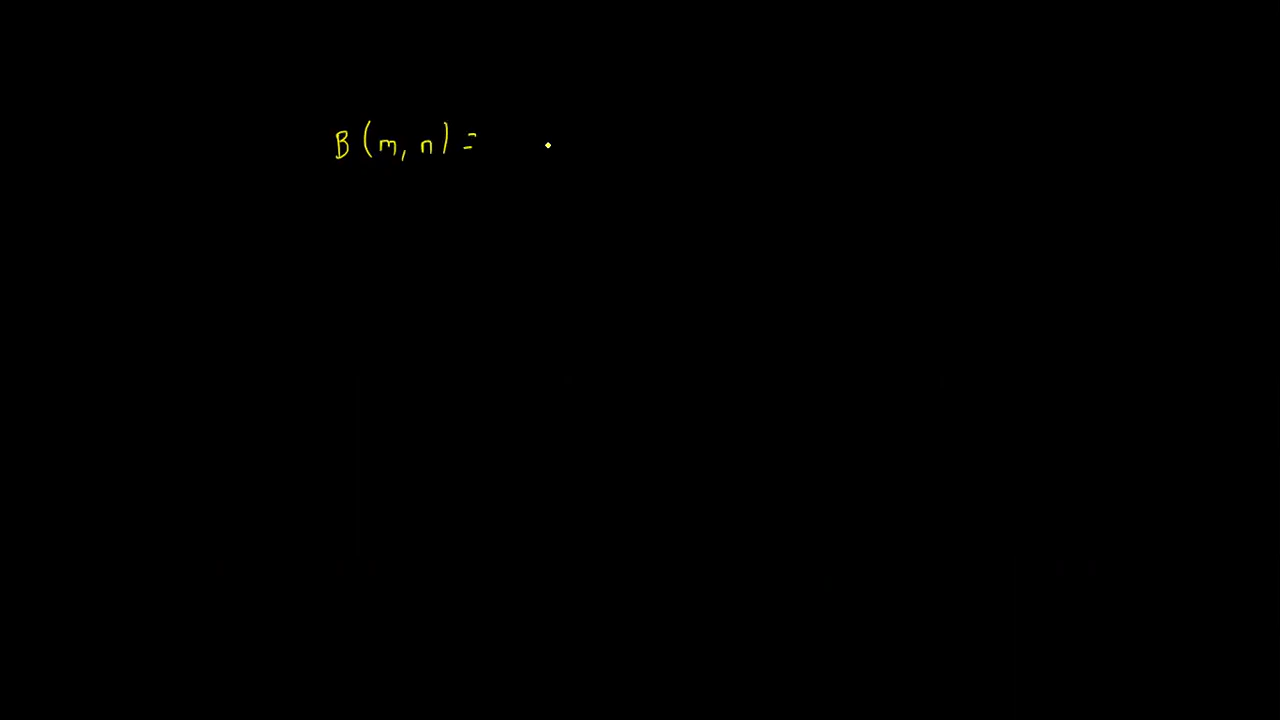 B (m, n) =